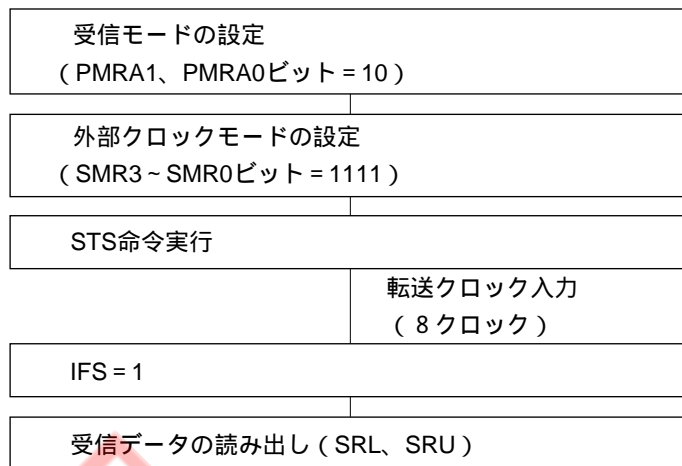 受信モードの設定
（PMRA1、PMRA0ビット = 10）
外部クロックモードの設定
（SMR3～SMR0ビット = 1111）
STS命令実行
転送クロック入力
（8クロック）
IFS = 1
受信データの読み出し（SRL、SRU）